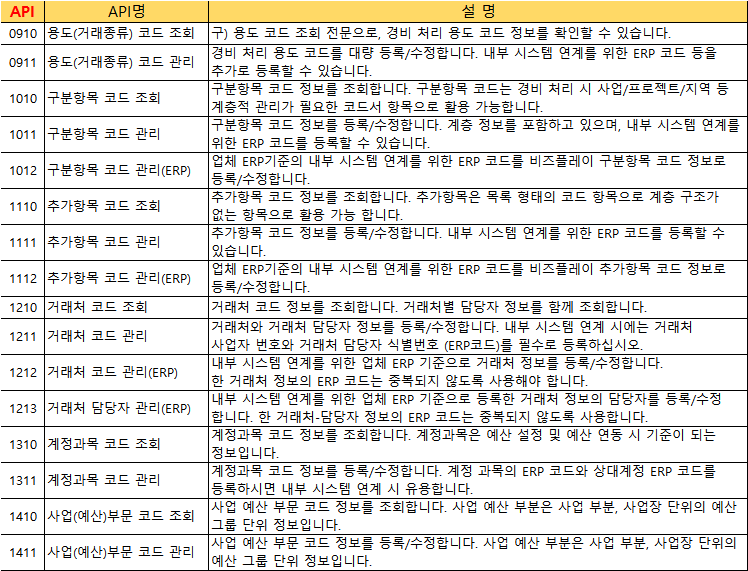 API API명 설 명
0910 용도(거래종류) 코드 조회 구) 용도 코드 조회 전문으로, 경비 처리 용도 코드 정보를 확인할 수 있습니다.
0911 용도(거래종류) 코드 관리 경비 처리 용도 코드를 대량 등록/수정합니다. 내부 시스템 연계를 위한 ERP 코드 등을
추가로 등록할 수 있습니다.
1010 구분항목 코드 조회 구분항목 코드 정보를 조회합니다. 구분항목 코드는 경비 처리 시 사업/프로젝트/지역 등
계층적 관리가 필요한 코드서 항목으로 활용 가능합니다.
1011 구분항목 코드 관리 구분항목 코드 정보를 등록/수정합니다. 계층 정보를 포함하고 있으며, 내부 시스템 연계를
위한 ERP 코드를 등록할 수 있습니다.
1012 구분항목 코드 관리(ERP) 업체 ERP기준의 내부 시스템 연계를 위한 ERP 코드를 비즈플레이 구분항목 코드 정보로
등록/수정합니다.
1110 추가항목 코드 조회 추가항목 코드 정보를 조회합니다. 추가항목은 목록 형태의 코드 항목으로 계층 구조가
없는 항목으로 활용 가능 합니다.
1111 추가항목 코드 관리 추가항목 코드 정보를 등록/수정합니다. 내부 시스템 연계를 위한 ERP 코드를 등록할 수
있습니다.
1112 추가항목 코드 관리(ERP) 업체 ERP기준의 내부 시스템 연계를 위한 ERP 코드를 비즈플레이 추가항목 코드 정보로
등록/수정합니다.
1210 거래처 코드 조회 거래처 코드 정보를 조회합니다. 거래처별 담당자 정보를 함께 조회합니다.
1211 거래처 코드 관리 거래처와 거래처 담당자 정보를 등록/수정합니다. 내부 시스템 연계 시에는 거래처
사업자 번호와 거래처 담당자 식별번호 (ERP코드)를 필수로 등록하십시오.
1212 거래처 코드 관리(ERP) 내부 시스템 연계를 위한 업체 ERP 기준으로 거래처 정보를 등록/수정합니다.
한 거래처 정보의 ERP 코드는 중복되지 않도록 사용해야 합니다.
1213 거래처 담당자 관리(ERP) 내부 시스템 연계를 위한 업체 ERP 기준으로 등록한 거래처 정보의 담당자를 등록/수정
합니다. 한 거래처-담당자 정보의 ERP 코드는 중복되지 않도록 사용합니다.
1310 계정과목 코드 조회 계정과목 코드 정보를 조회합니다. 계정과목은 예산 설정 및 예산 연동 시 기준이 되는
정보입니다.
1311 계정과목 코드 관리 계정과목 코드 정보를 등록/수정합니다. 계정 과목의 ERP 코드와 상대계정 ERP 코드를
등록하시면 내부 시스템 연계 시 유용합니다.
1410 사업(예산)부문 코드 조회 사업 예산 부문 코드 정보를 조회합니다. 사업 예산 부분은 사업 부분, 사업장 단위의 예산
그룹 단위 정보입니다.
1411 사업(예산)부문 코드 관리 사업 예산 부문 코드 정보를 등록/수정합니다. 사업 예산 부분은 사업 부분, 사업장 단위의
예산 그룹 단위 정보입니다.